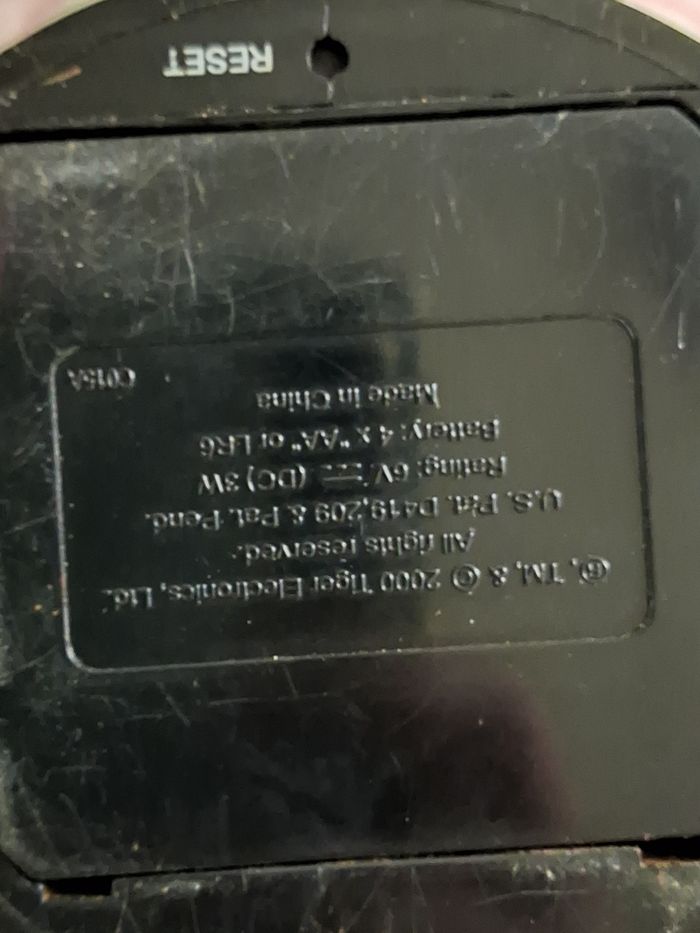 ®, TM, & © 2000 Tiger Electronics, Ltd.
All rights reserved.
U.S. Pat. D419,209 & Pat. Pend.
Rating: 6V ⎓ (DC) 3W
Battery: 4 x "AA" or LR6
Made in China
C015A
RESET